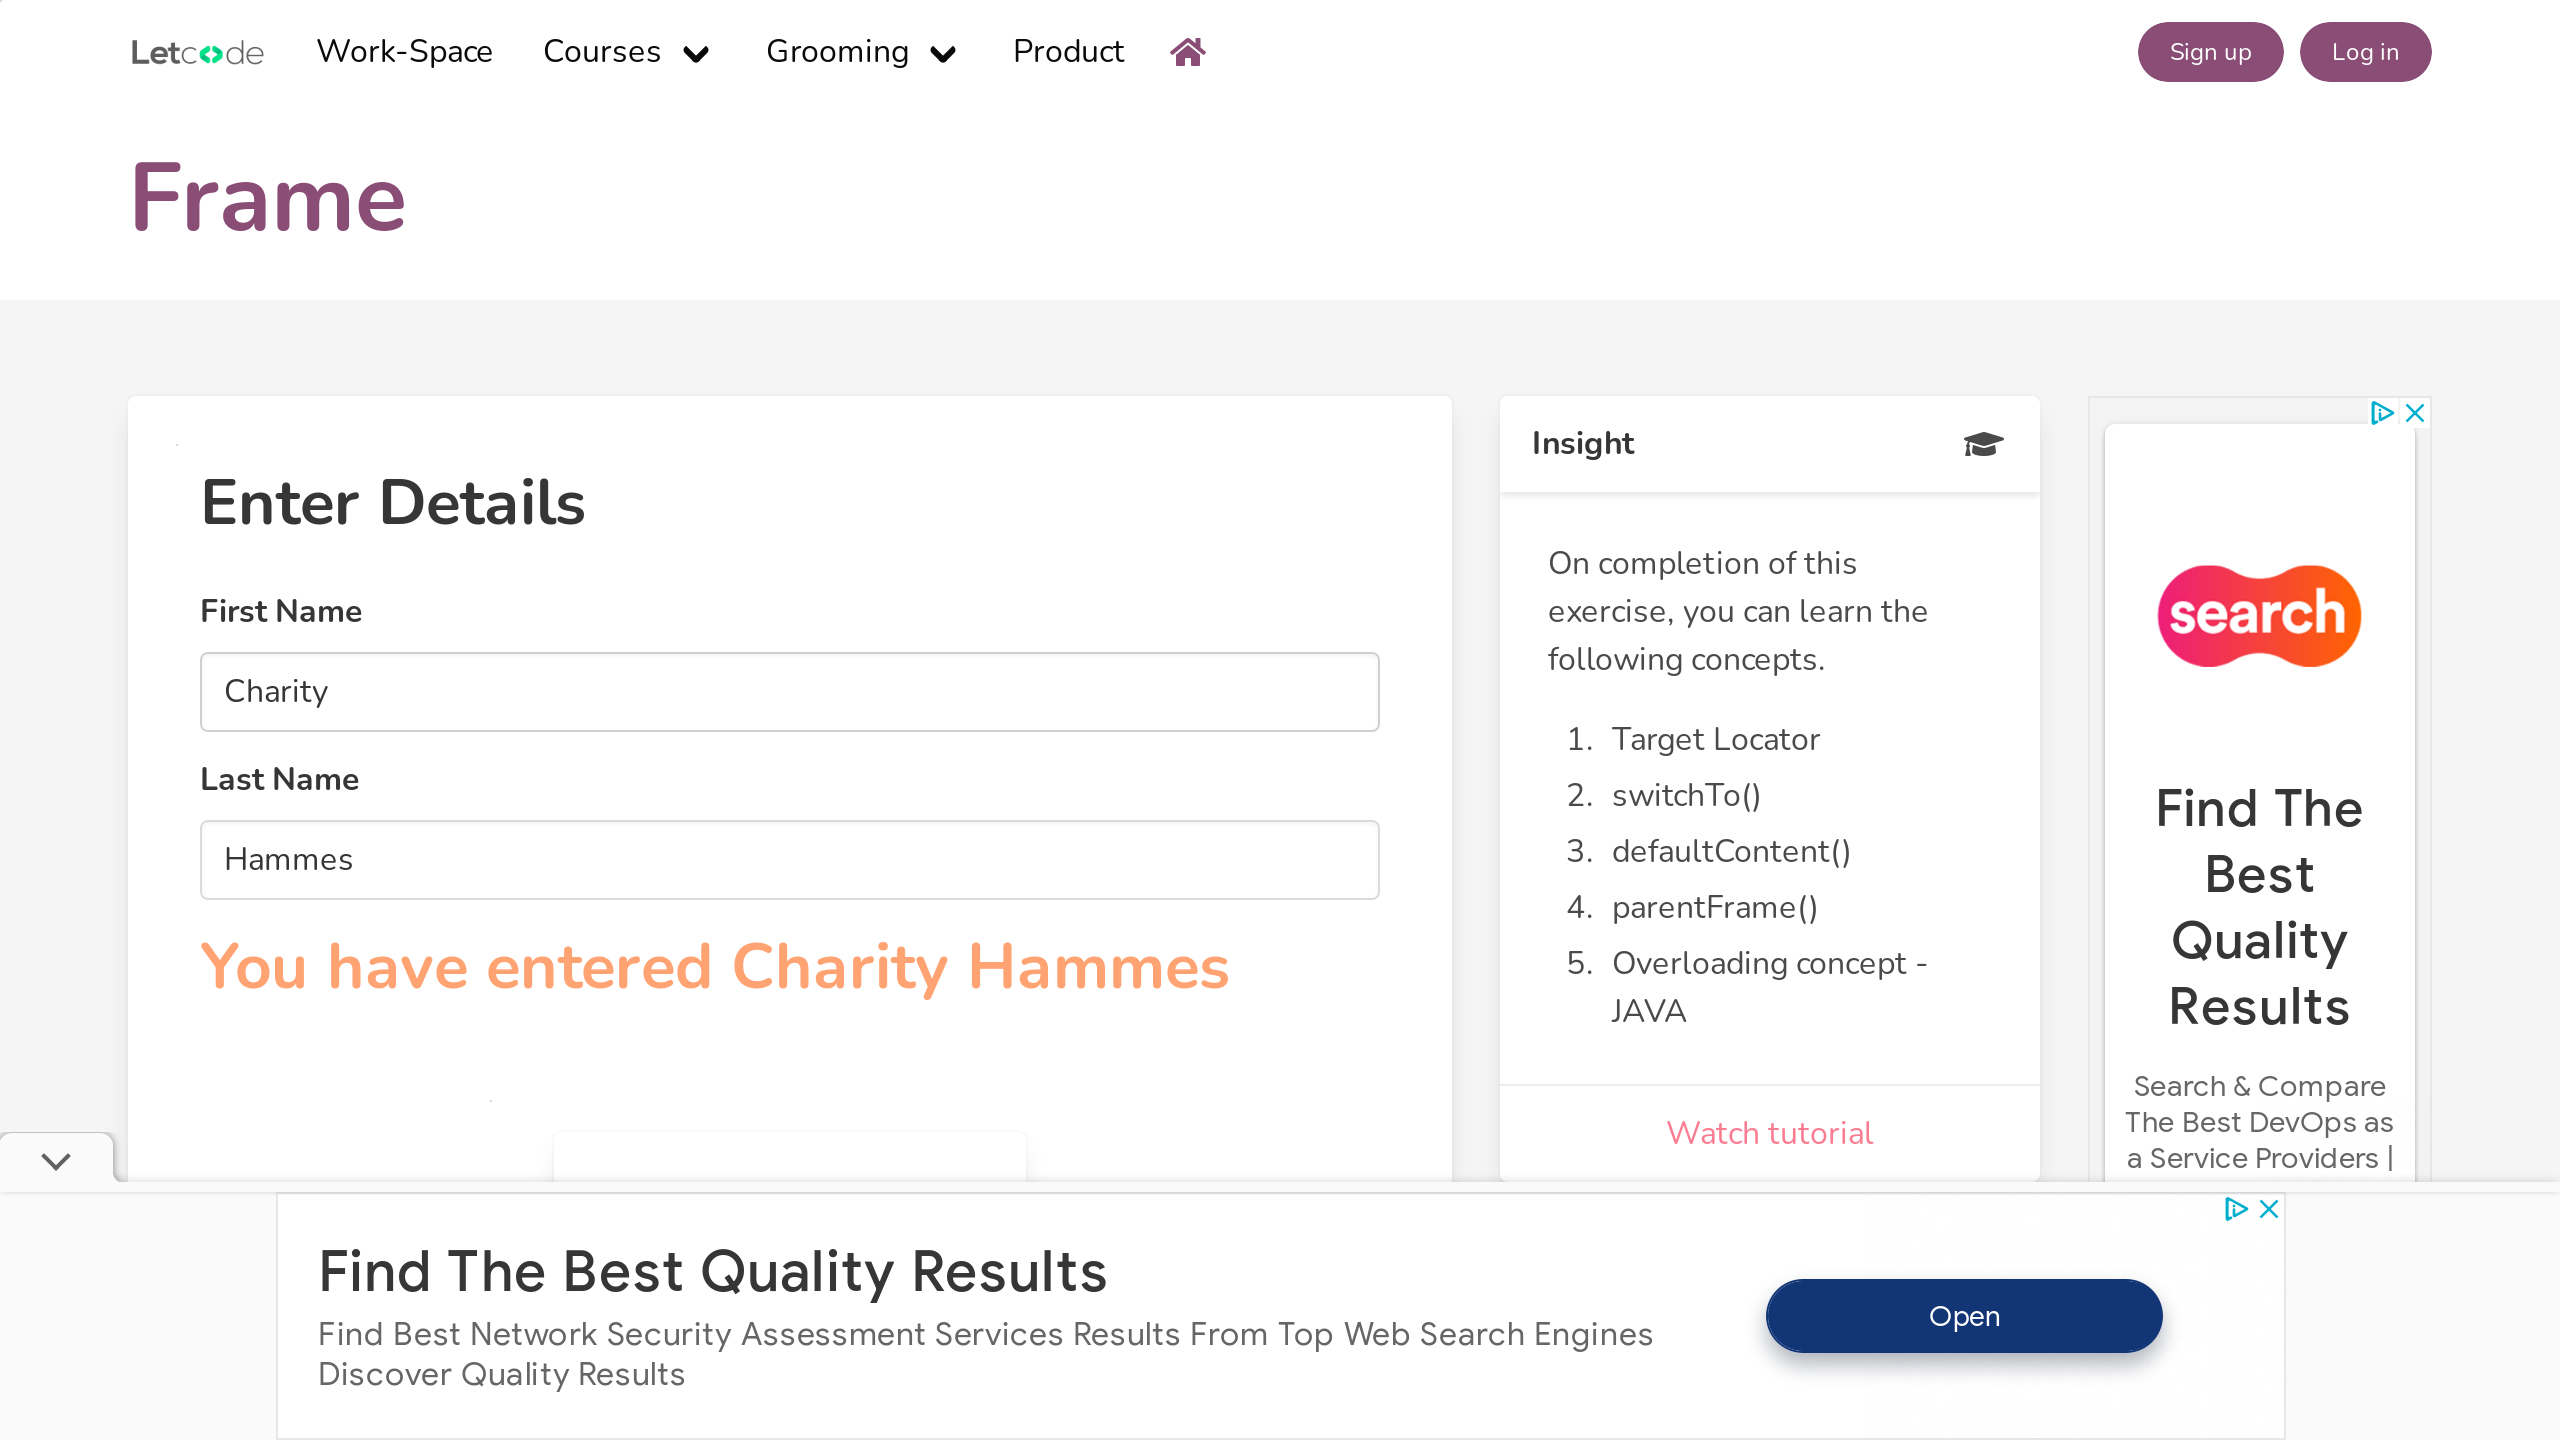 Letcode
Work-Space
Courses
Grooming
Product
Sign up
Log in
Frame
Enter Details
First Name
Charity
Last Name
Hammes
You have entered Charity Hammes
Insight
On completion of this
exercise, you can learn the
following concepts.
1. Target Locator
2. switchTo()
3. defaultContent()
4. parentFrame()
5. Overloading concept -
JAVA
Watch tutorial
search
Find The
Best
Quality
Results
Search & Compare
The Best DevOps as
a Service Providers |
Find The Best Quality Results
Find Best Network Security Assessment Services Results From Top Web Search Engines
Discover Quality Results
Open